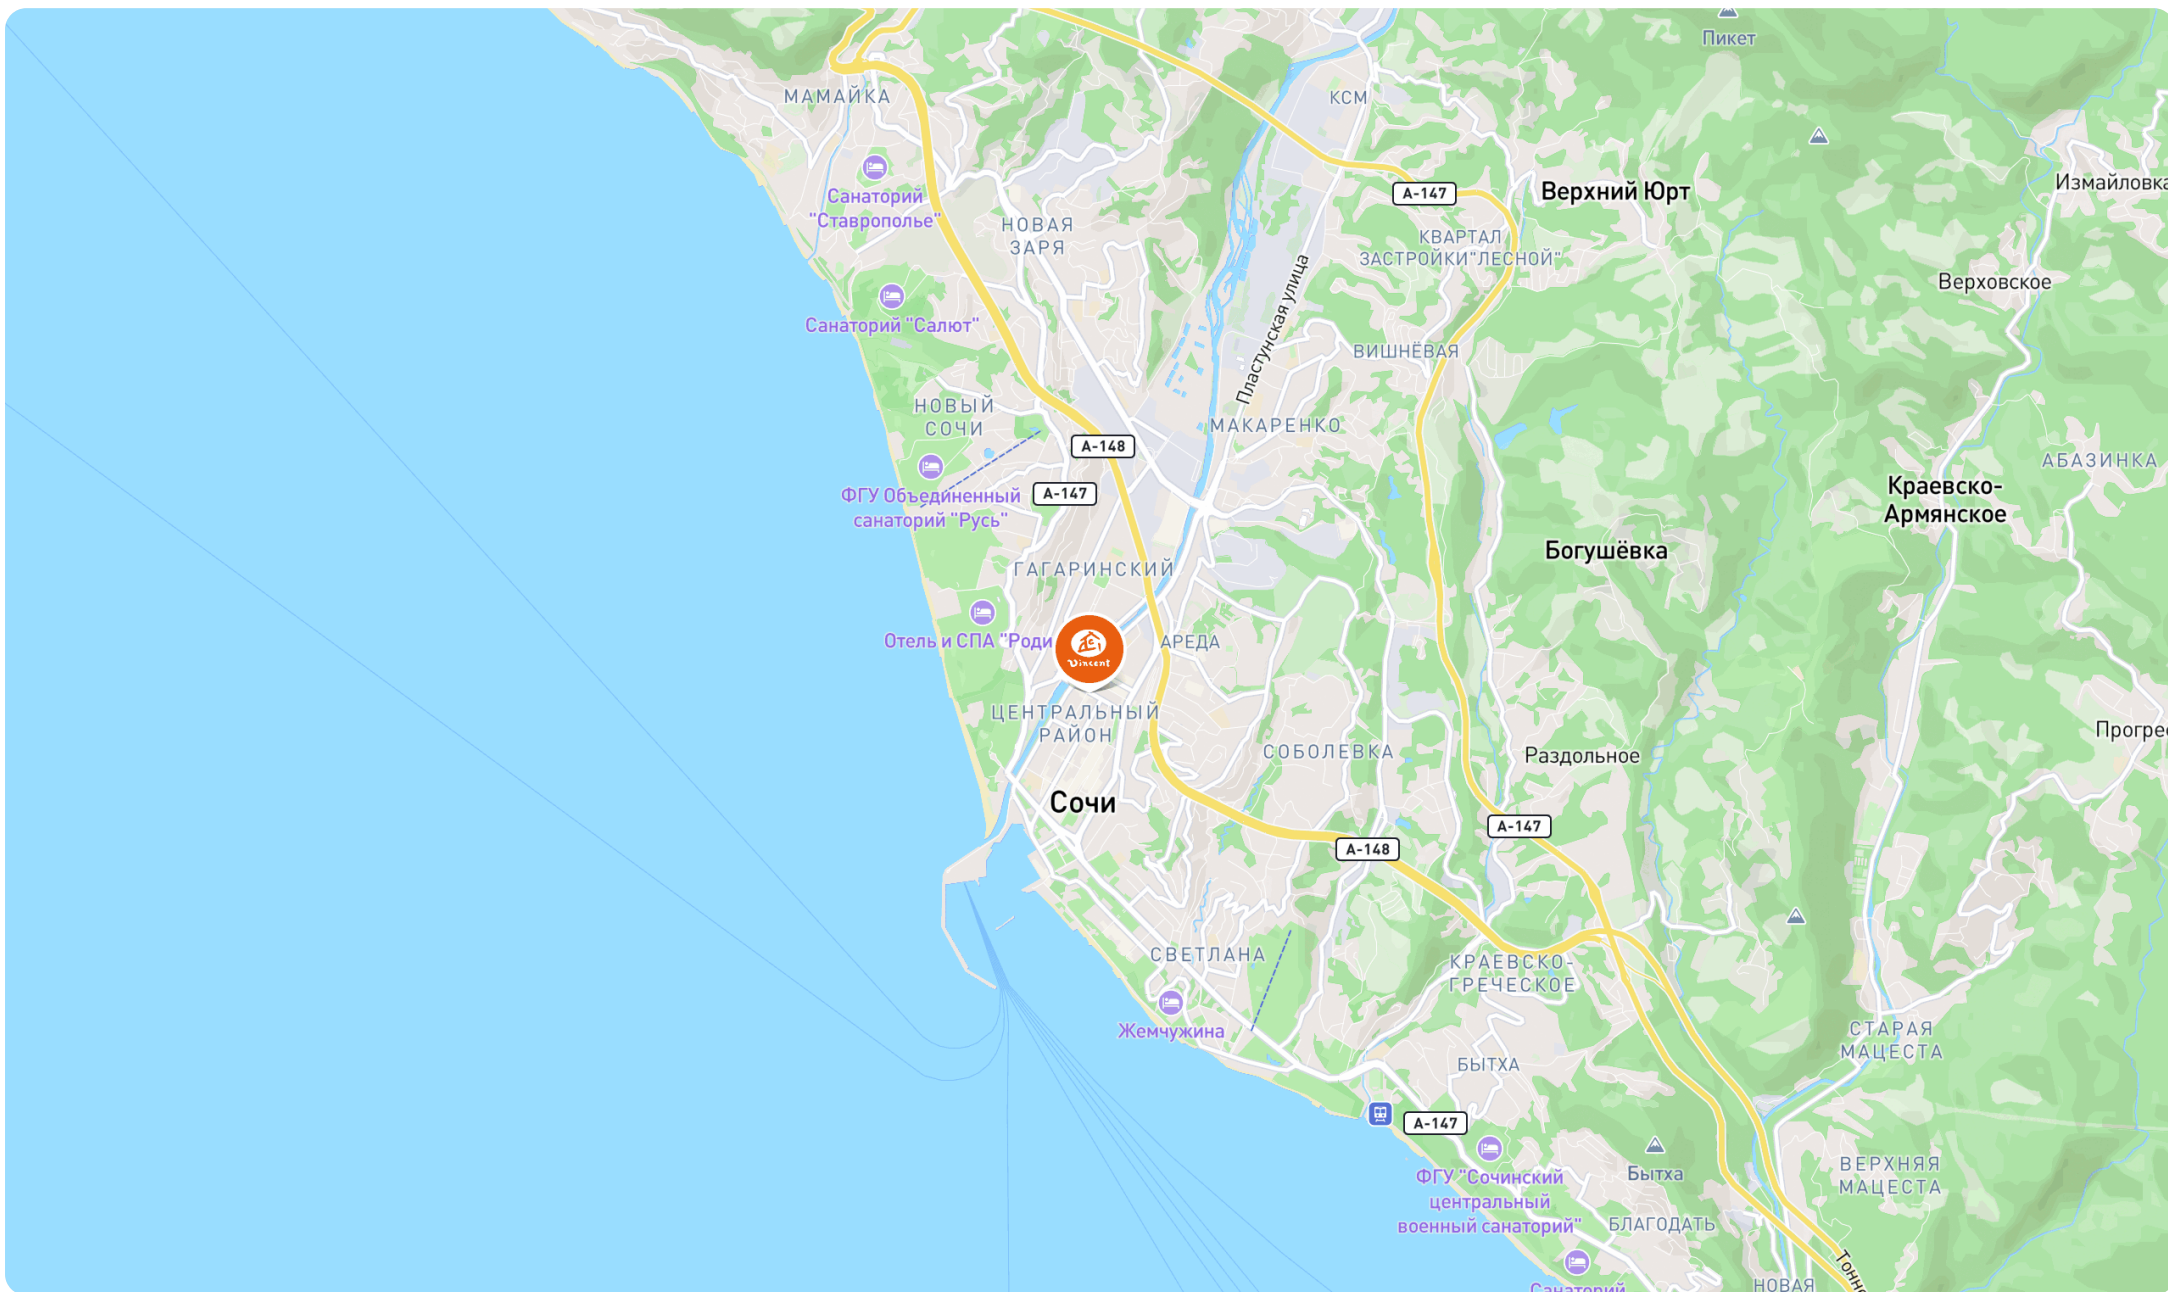 Пикет
МАМАЙКА
КСМ
Санаторий
"Ставрополье"
А-147
Верхний Юрт
Измайловка
НОВАЯ
ЗАРЯ
КВАРТАЛ
ЗАСТРОЙКИ"ЛЕСНОЙ"
Верховское
Санаторий "Салют"
Пластунская улица
ВИШНЁВАЯ
НОВЫЙ
СОЧИ
МАКАРЕНКО
А-148
АБАЗИНКА
ФГУ Объединенный
санаторий "Русь"
А-147
Краевско-
Армянское
Богушёвка
ГАГАРИНСКИЙ
Отель и СПА "Роди
Vincent
АРЕДА
ЦЕНТРАЛЬНЫЙ
РАЙОН
СОБОЛЕВКА
Раздольное
Прогрес
Сочи
А-147
А-148
СВЕТЛАНА
КРАЕВСКО-
ГРЕЧЕСКОЕ
Жемчужина
СТАРАЯ
МАЦЕСТА
БЫТХА
А-147
ФГУ "Сочинский
центральный
военный санаторий"
Бытха
ВЕРХНЯЯ
МАЦЕСТА
БЛАГОДАТЬ
Тонн
НОВАЯ
Санаторий